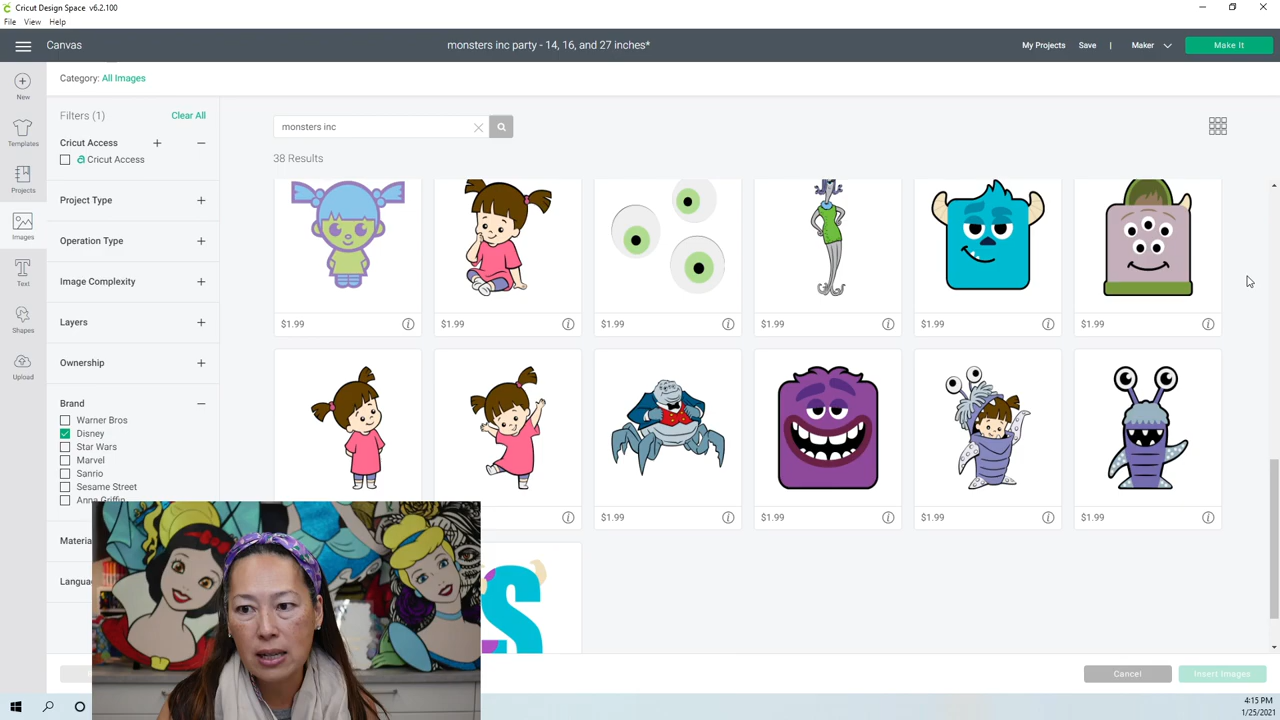 Cricut Design Space v6.2.100
File View Help
Canvas
monsters inc party - 14, 16, and 27 inches*
My Projects Save | Maker Make It
New
Templates
Projects
Images
Text
Shapes
Upload
Category: All Images
Filters (1) Clear All
Cricut Access + −
Cricut Access
Project Type +
Operation Type +
Image Complexity +
Layers +
Ownership +
Brand −
Warner Bros
Disney
Star Wars
Marvel
Sanrio
Sesame Street
Anna Griffin
monsters inc
38 Results
$1.99 $1.99 $1.99 $1.99 $1.99 $1.99
$1.99 $1.99 $1.99 $1.99
S
Cancel Insert Images
4:15 PM
1/25/2021